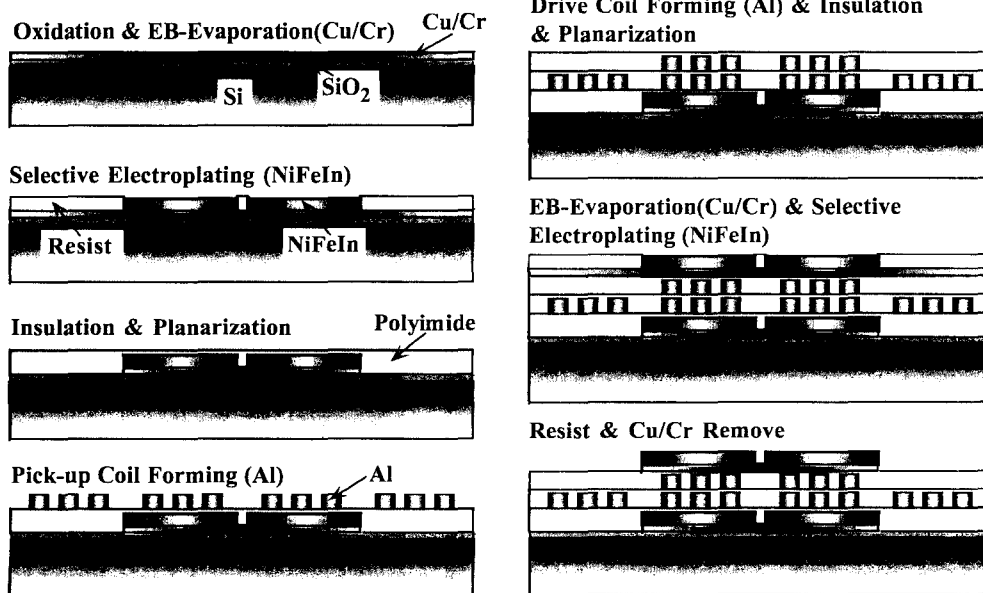 Oxidation & EB-Evaporation(Cu/Cr)
Cu/Cr
Si
SiO2
Selective Electroplating (NiFeIn)
Resist
NiFeIn
Insulation & Planarization
Polyimide
Pick-up Coil Forming (Al)
Al
Drive Coil Forming (Al) & Insulation
& Planarization
EB-Evaporation(Cu/Cr) & Selective
Electroplating (NiFeIn)
Resist & Cu/Cr Remove